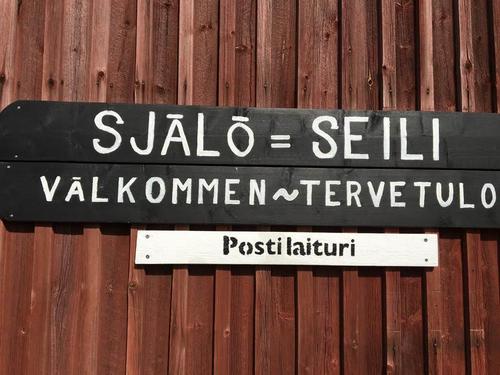 SJÄLÖ = SEILI
VÄLKOMMEN ~ TERVETULO
Postilaituri